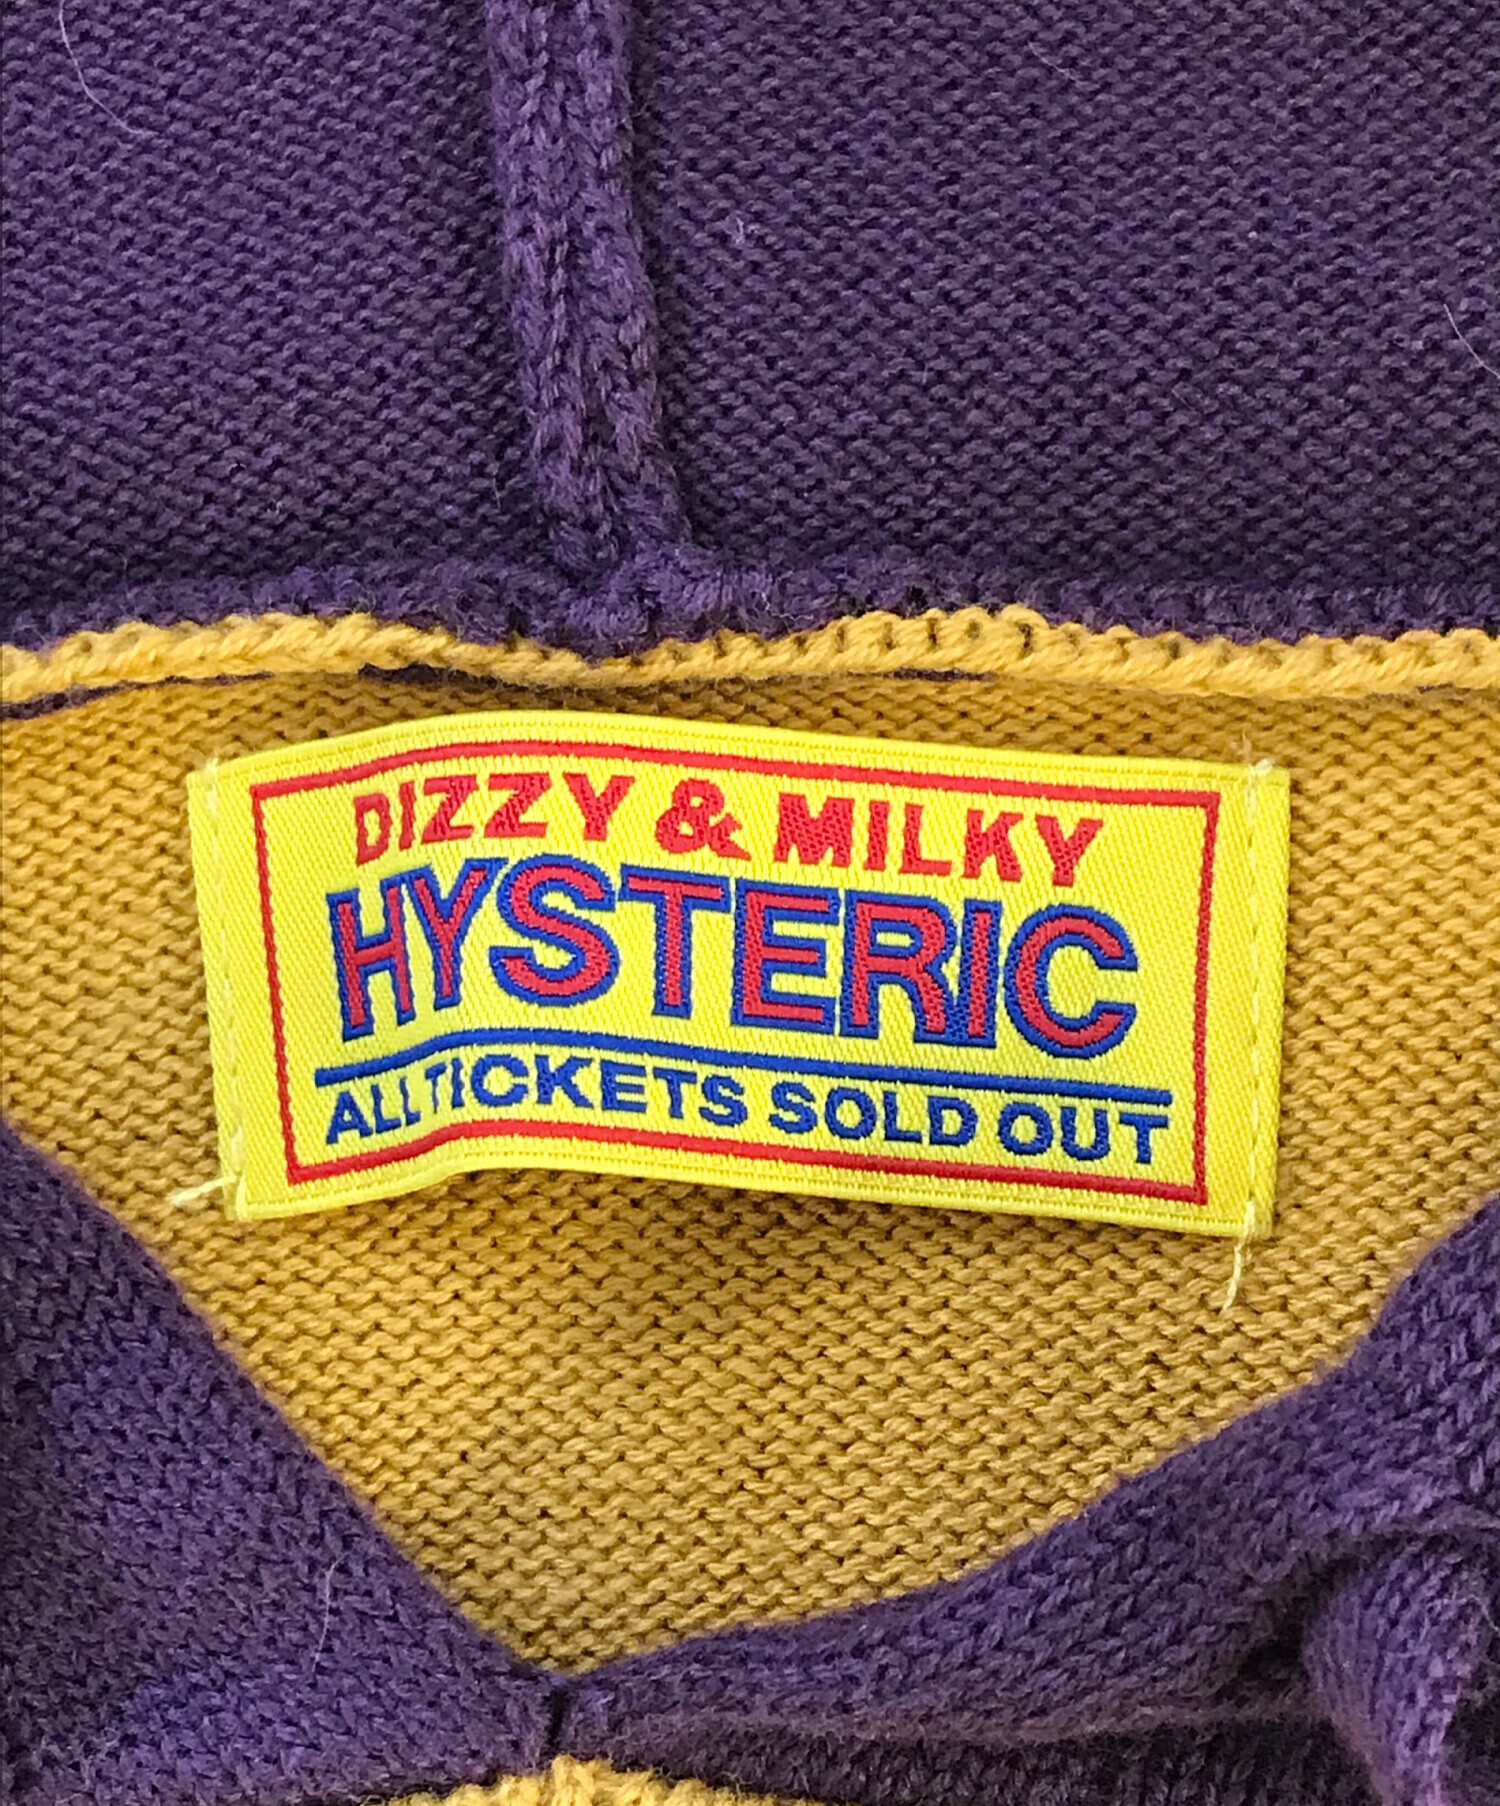 DIZZY & MILKY
HYSTERIC
ALL TICKETS SOLD OUT